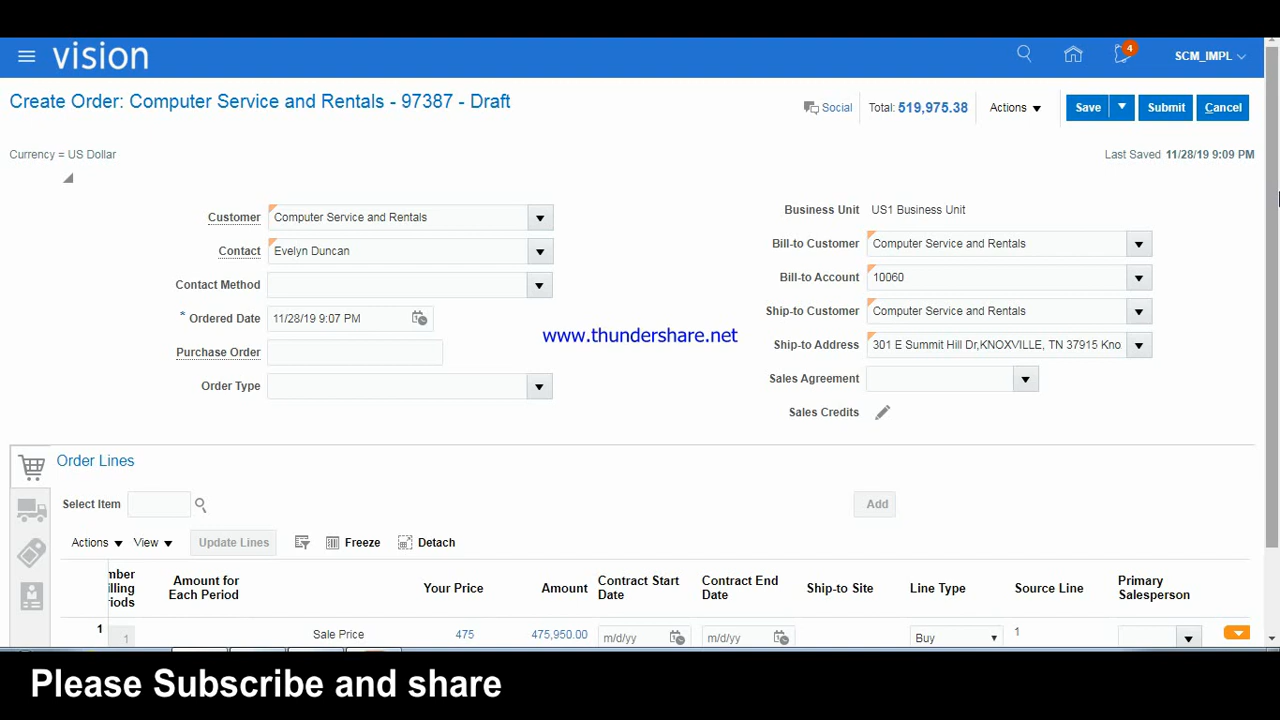 vision
4
SCM_IMPL
Create Order: Computer Service and Rentals - 97387 - Draft
Social
Total: 519,975.38
Actions
Save
Submit
Cancel
Currency = US Dollar
Last Saved 11/28/19 9:09 PM
Customer Computer Service and Rentals
Contact Evelyn Duncan
Contact Method
* Ordered Date 11/28/19 9:07 PM
Purchase Order
Order Type
Business Unit US1 Business Unit
Bill-to Customer Computer Service and Rentals
Bill-to Account 10060
Ship-to Customer Computer Service and Rentals
Ship-to Address 301 E Summit Hill Dr,KNOXVILLE, TN 37915 Kno
Sales Agreement
Sales Credits
www.thundershare.net
Order Lines
Select Item
Add
Actions View Update Lines Freeze Detach
mber
illing
iods
Amount for
Each Period
Your Price
Amount
Contract Start
Date
Contract End
Date
Ship-to Site
Line Type
Source Line
Primary
Salesperson
1 1 Sale Price 475 475,950.00 m/d/yy m/d/yy Buy 1
Please Subscribe and share